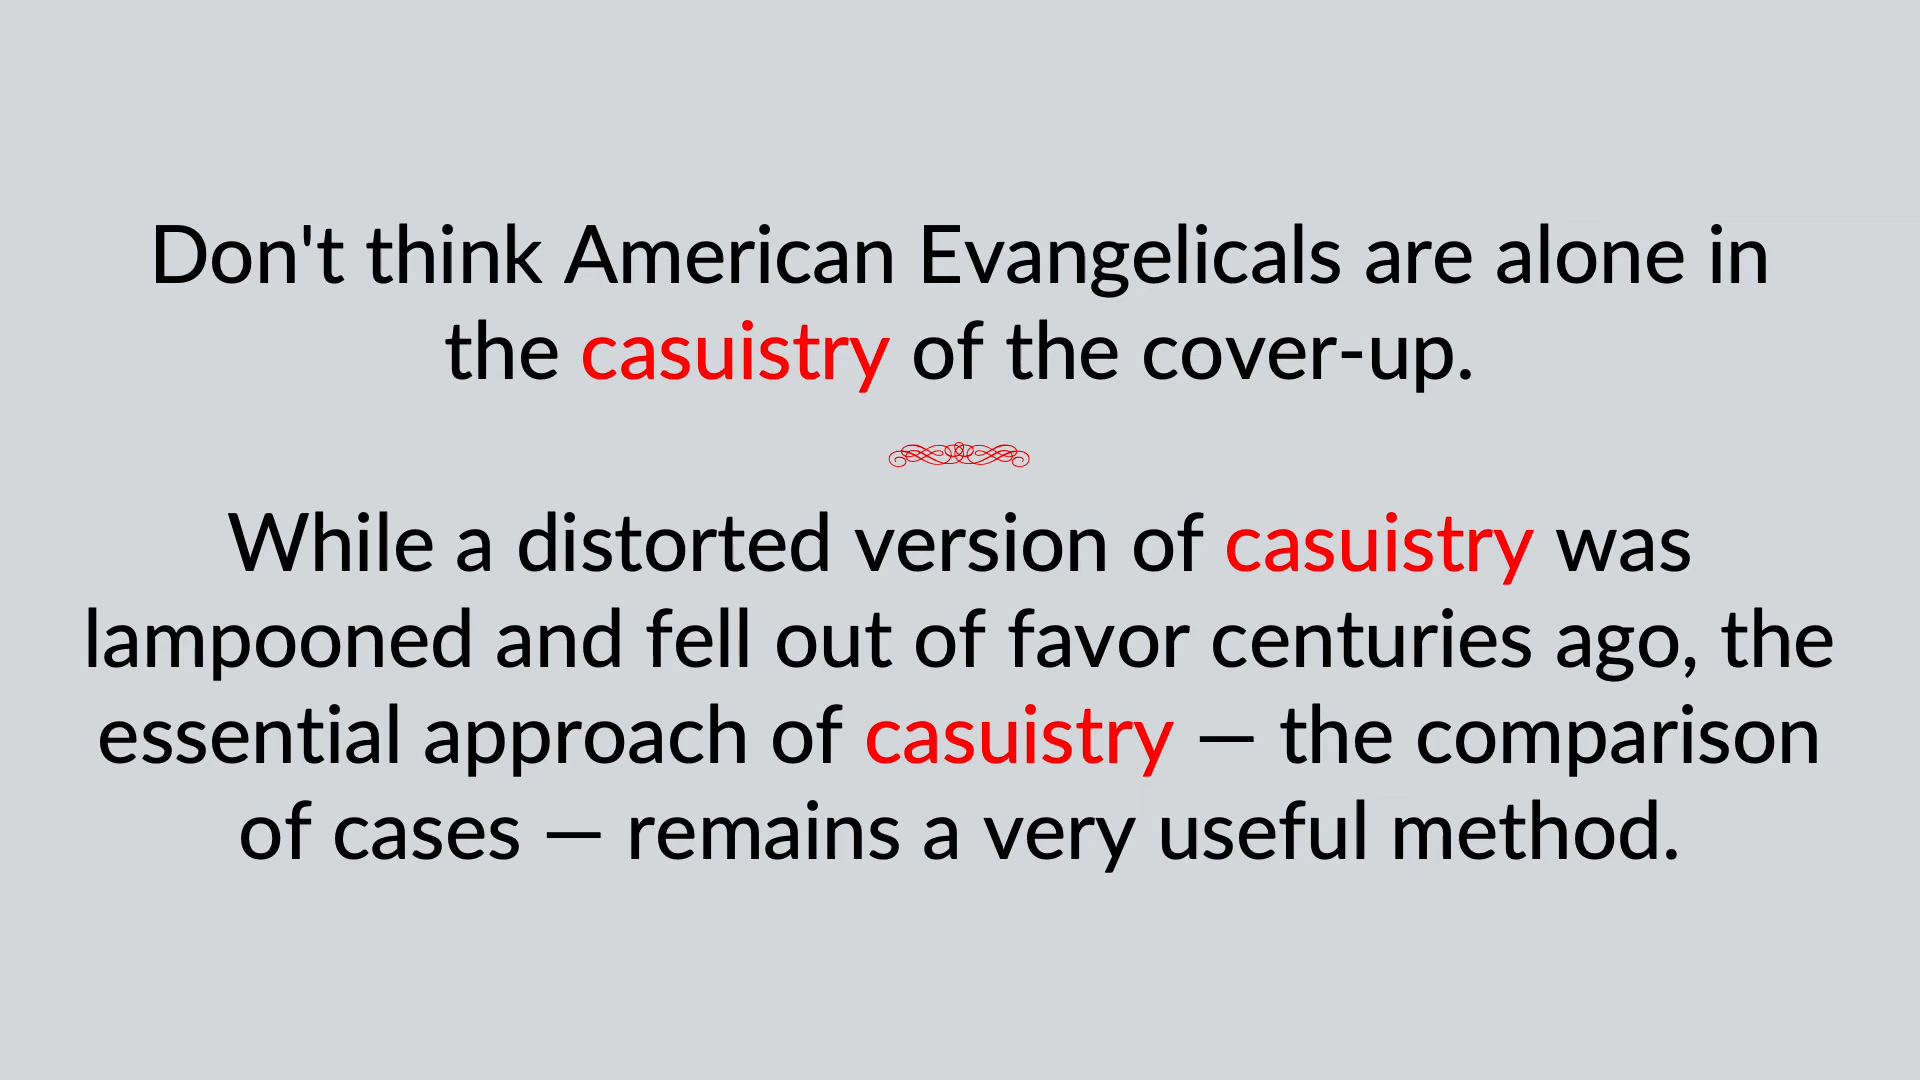 Don't think American Evangelicals are alone in
the casuistry of the cover-up.
While a distorted version of casuistry was
lampooned and fell out of favor centuries ago, the
essential approach of casuistry — the comparison
of cases — remains a very useful method.